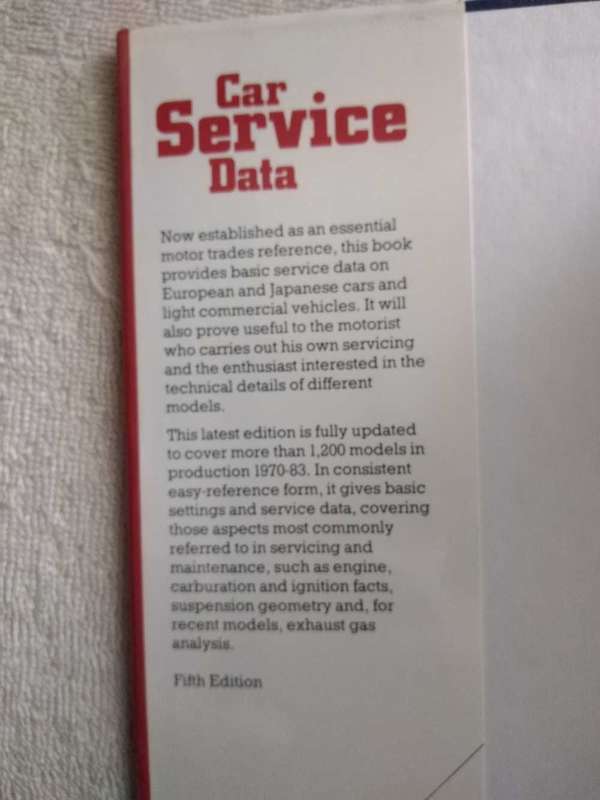 Car
Service
Data
Now established as an essential
motor trades reference, this book
provides basic service data on
European and Japanese cars and
light commercial vehicles. It will
also prove useful to the motorist
who carries out his own servicing
and the enthusiast interested in the
technical details of different
models.
This latest edition is fully updated
to cover more than 1,200 models in
production 1970-83. In consistent
easy-reference form, it gives basic
settings and service data, covering
those aspects most commonly
referred to in servicing and
maintenance, such as engine,
carburation and ignition facts,
suspension geometry and, for
recent models, exhaust gas
analysis.
Fifth Edition